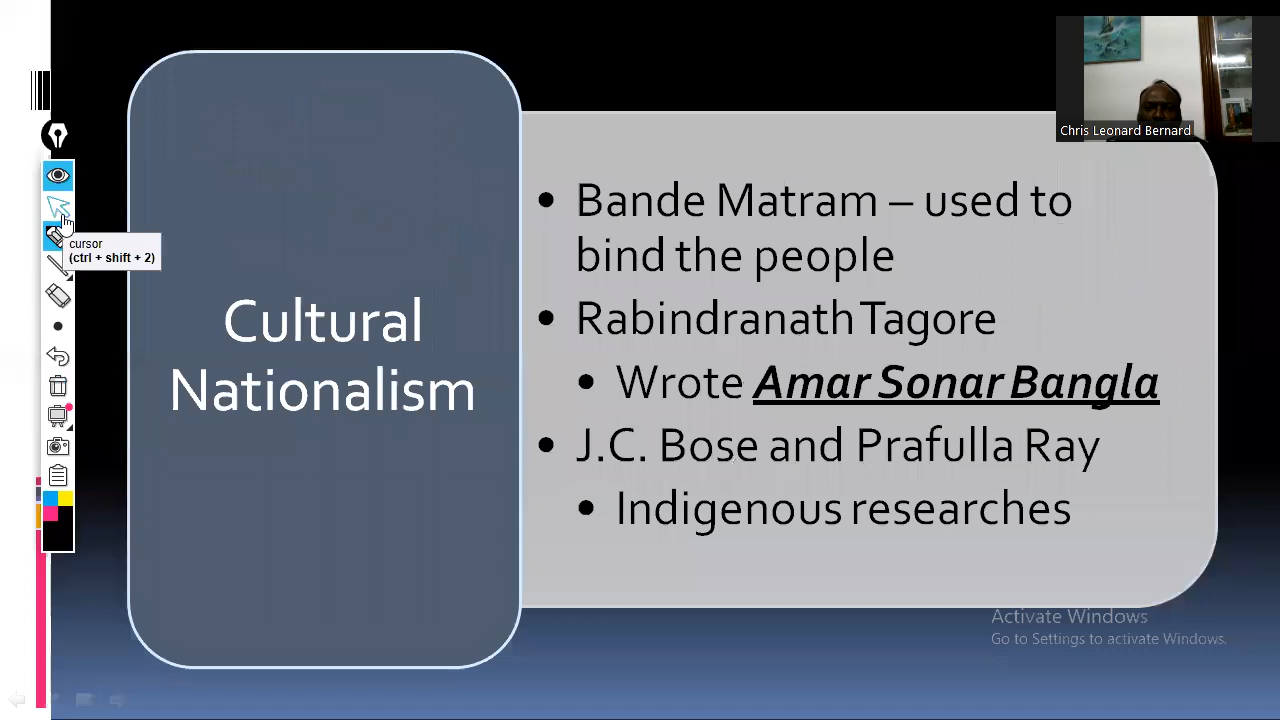 Chris Leonard Bernard
cursor
(ctrl + shift + 2)
Cultural
Nationalism
• Bande Matram – used to
bind the people
• Rabindranath Tagore
• Wrote Amar Sonar Bangla
• J.C. Bose and Prafulla Ray
• Indigenous researches
Activate Windows
Go to Settings to activate Windows.